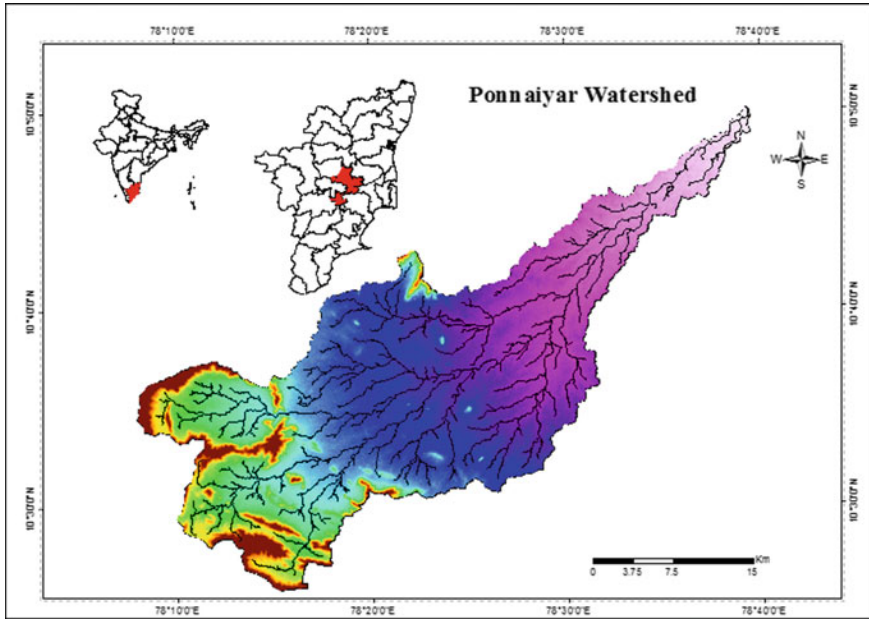 78°10'0"E 78°20'0"E 78°30'0"E 78°40'0"E
Ponnaiyar Watershed
10°50'0"N 10°50'0"N
N
W E
S
10°40'0"N 10°40'0"N
10°30'0"N 10°30'0"N
Km
0 3.75 7.5 15
78°10'0"E 78°20'0"E 78°30'0"E 78°40'0"E